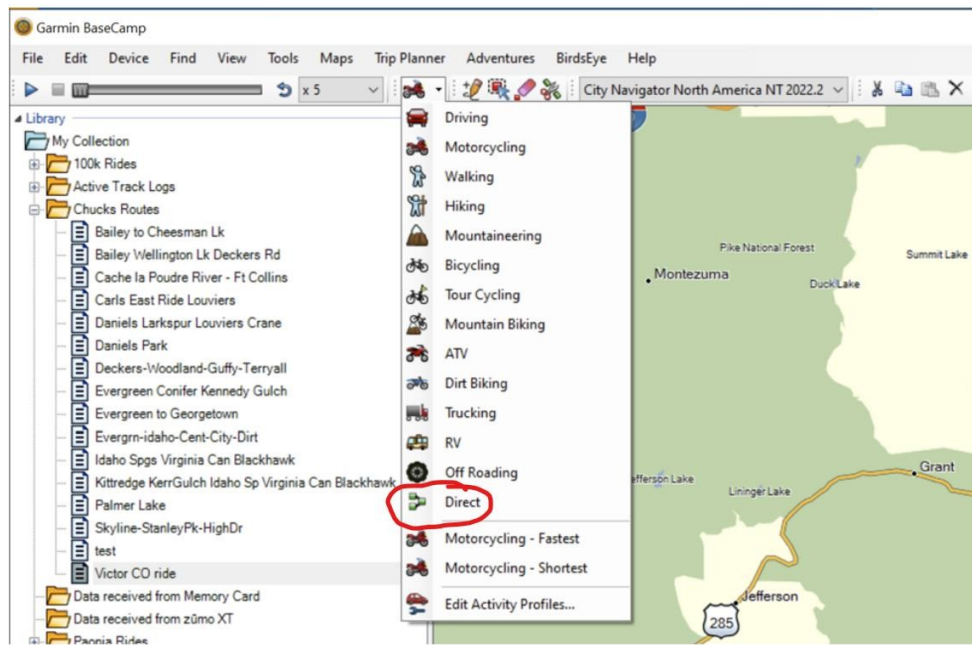 Garmin BaseCamp
File Edit Device Find View Tools Maps Trip Planner Adventures BirdsEye Help
x 5 City Navigator North America NT 2022.2
Library
My Collection
100k Rides
Active Track Logs
Chucks Routes
Bailey to Cheesman Lk
Bailey Wellington Lk Deckers Rd
Cache la Poudre River - Ft Collins
Carls East Ride Louviers
Daniels Larkspur Louviers Crane
Daniels Park
Deckers-Woodland-Guffy-Terryall
Evergreen Conifer Kennedy Gulch
Evergreen to Georgetown
Evergrn-idaho-Cent-City-Dirt
Idaho Spgs Virginia Can Blackhawk
Kittredge KerrGulch Idaho Sp Virginia Can Blackhawk
Palmer Lake
Skyline-StanleyPk-HighDr
test
Victor CO ride
Data received from Memory Card
Data received from zūmo XT
Paonia Rides
Driving
Motorcycling
Walking
Hiking
Mountaineering
Bicycling
Tour Cycling
Mountain Biking
ATV
Dirt Biking
Trucking
RV
Off Roading
Direct
Motorcycling - Fastest
Motorcycling - Shortest
Edit Activity Profiles...
Pike National Forest
Summit Lake
Montezuma
Duck Lake
Grant
efferson Lake
Lininger Lake
Jefferson
285